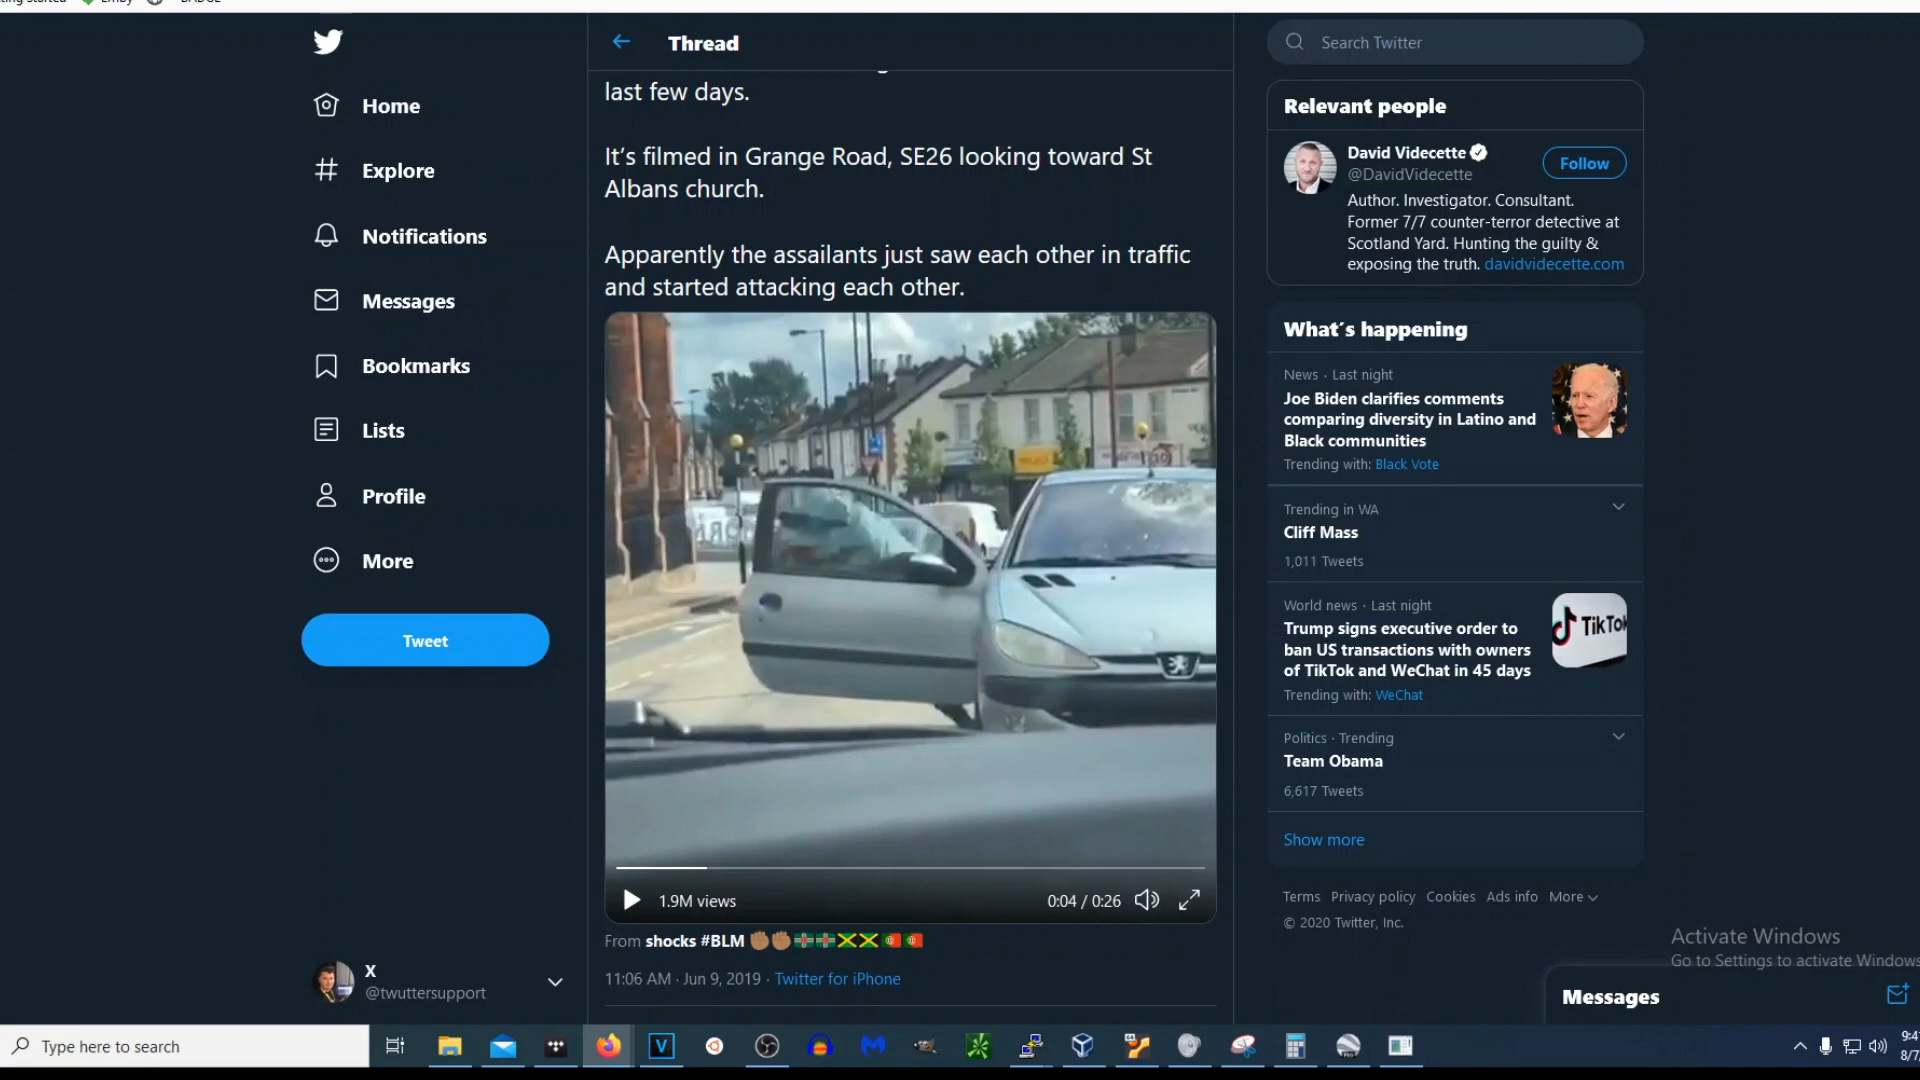 Thread
Search Twitter
Home
Explore
Notifications
Messages
Bookmarks
Lists
Profile
More
Tweet
X
@twuttersupport
last few days.
It's filmed in Grange Road, SE26 looking toward St
Albans church.
Apparently the assailants just saw each other in traffic
and started attacking each other.
1.9M views
0:04 / 0:26
From shocks #BLM
11:06 AM · Jun 9, 2019 · Twitter for iPhone
Relevant people
David Videcette
@DavidVidecette
Follow
Author. Investigator. Consultant.
Former 7/7 counter-terror detective at
Scotland Yard. Hunting the guilty &
exposing the truth. davidvidecette.com
What´s happening
News · Last night
Joe Biden clarifies comments
comparing diversity in Latino and
Black communities
Trending with: Black Vote
Trending in WA
Cliff Mass
1,011 Tweets
World news · Last night
Trump signs executive order to
ban US transactions with owners
of TikTok and WeChat in 45 days
Trending with: WeChat
TikTok
Politics · Trending
Team Obama
6,617 Tweets
Show more
Terms Privacy policy Cookies Ads info More
© 2020 Twitter, Inc.
Activate Windows
Go to Settings to activate Windows
Messages
Type here to search
V
9:4
8/7